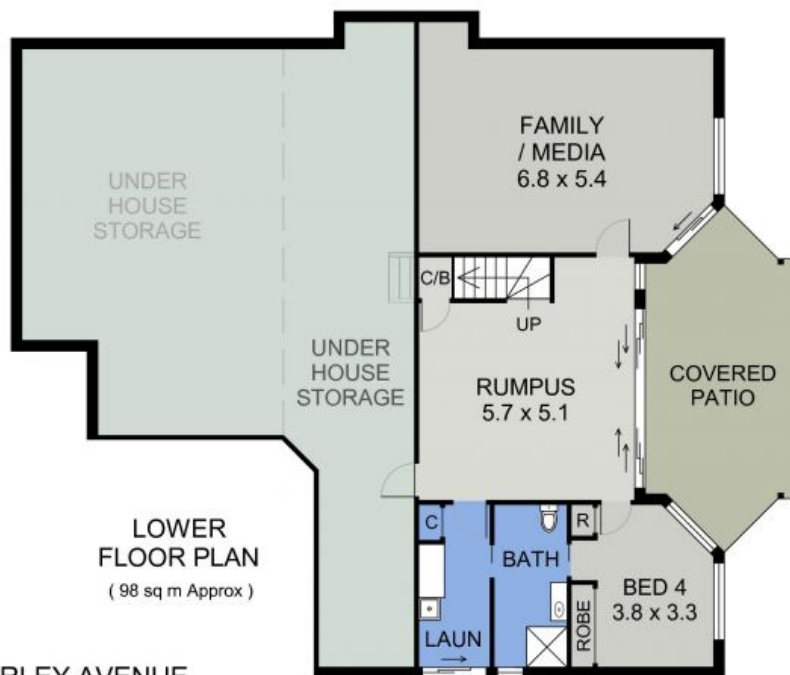 FAMILY
/ MEDIA
6.8 x 5.4
UNDER
HOUSE
STORAGE
C/B
UP
UNDER
HOUSE
STORAGE
RUMPUS
5.7 x 5.1
COVERED
PATIO
LOWER
FLOOR PLAN
( 98 sq m Approx )
C
R
BATH
BED 4
3.8 x 3.3
ROBE
LAUN
AVENUE